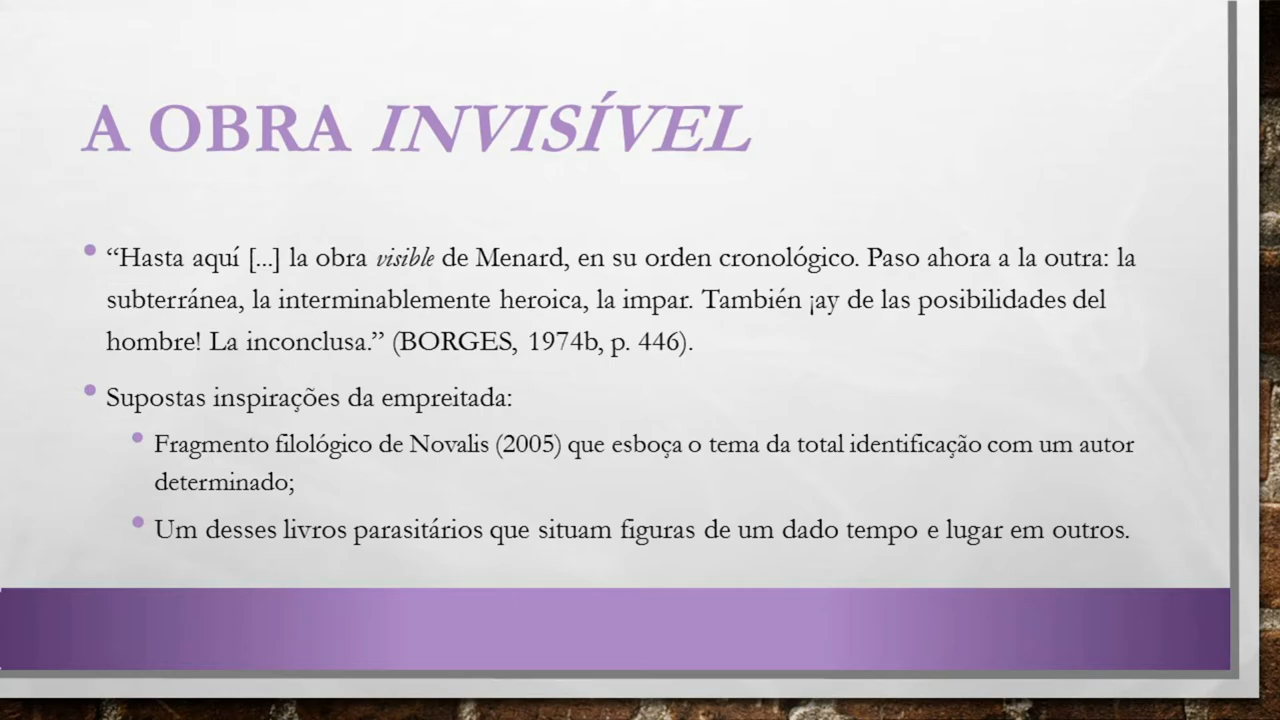 A OBRA INVISÍVEL
“Hasta aquí [...] la obra visible de Menard, en su orden cronológico. Paso ahora a la outra: la
subterránea, la interminablemente heroica, la impar. También ¡ay de las posibilidades del
hombre! La inconclusa.” (BORGES, 1974b, p. 446).
Supostas inspirações da empreitada:
Fragmento filológico de Novalis (2005) que esboça o tema da total identificação com um autor
determinado;
Um desses livros parasitários que situam figuras de um dado tempo e lugar em outros.